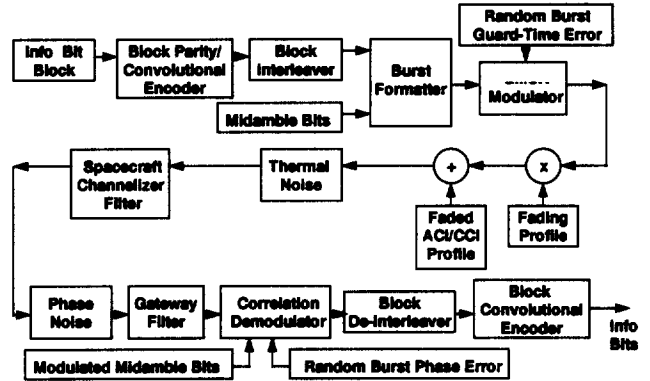 Random Burst
Guard-Time Error
Info Bit
Block
Block Parity/
Convolutional
Encoder
Block
Interleaver
Midamble Bits
Burst
Formatter
Modulator
Spacecraft
Channelizer
Filter
Thermal
Noise
+
x
Faded
ACI/CCI
Profile
Fading
Profile
Phase
Noise
Gateway
Filter
Correlation
Demodulator
Block
De-interleaver
Block
Convolutional
Encoder
Info
Bits
Modulated Midamble Bits
Random Burst Phase Error